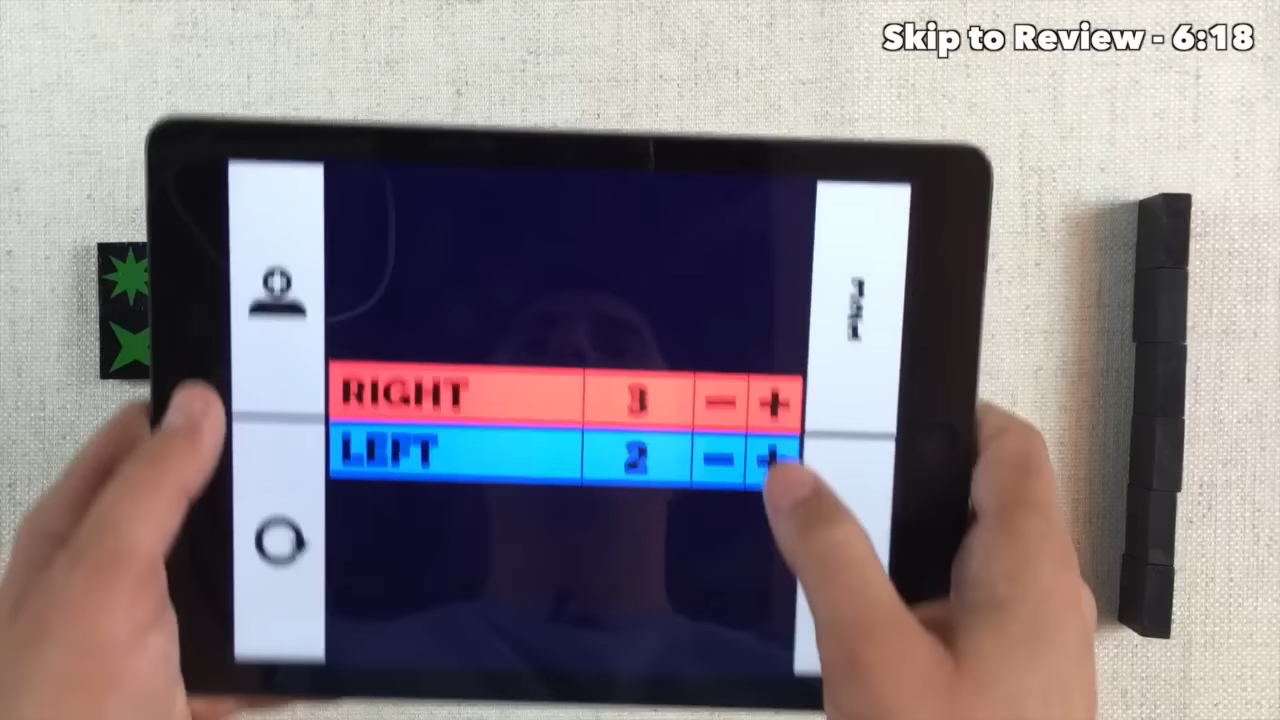 Skip to Review - 6:18
RIGHT 3 - +
LEFT 2 - +